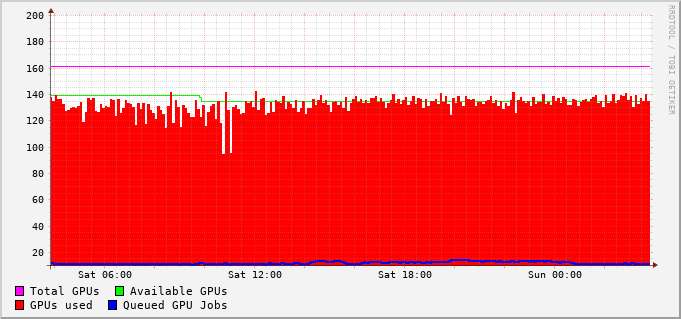 200
180
160
140
120
100
80
60
40
20
Sat 06:00 Sat 12:00 Sat 18:00 Sun 00:00
Total GPUs Available GPUs
GPUs used Queued GPU Jobs
RRDTOOL / TOBI OETIKER